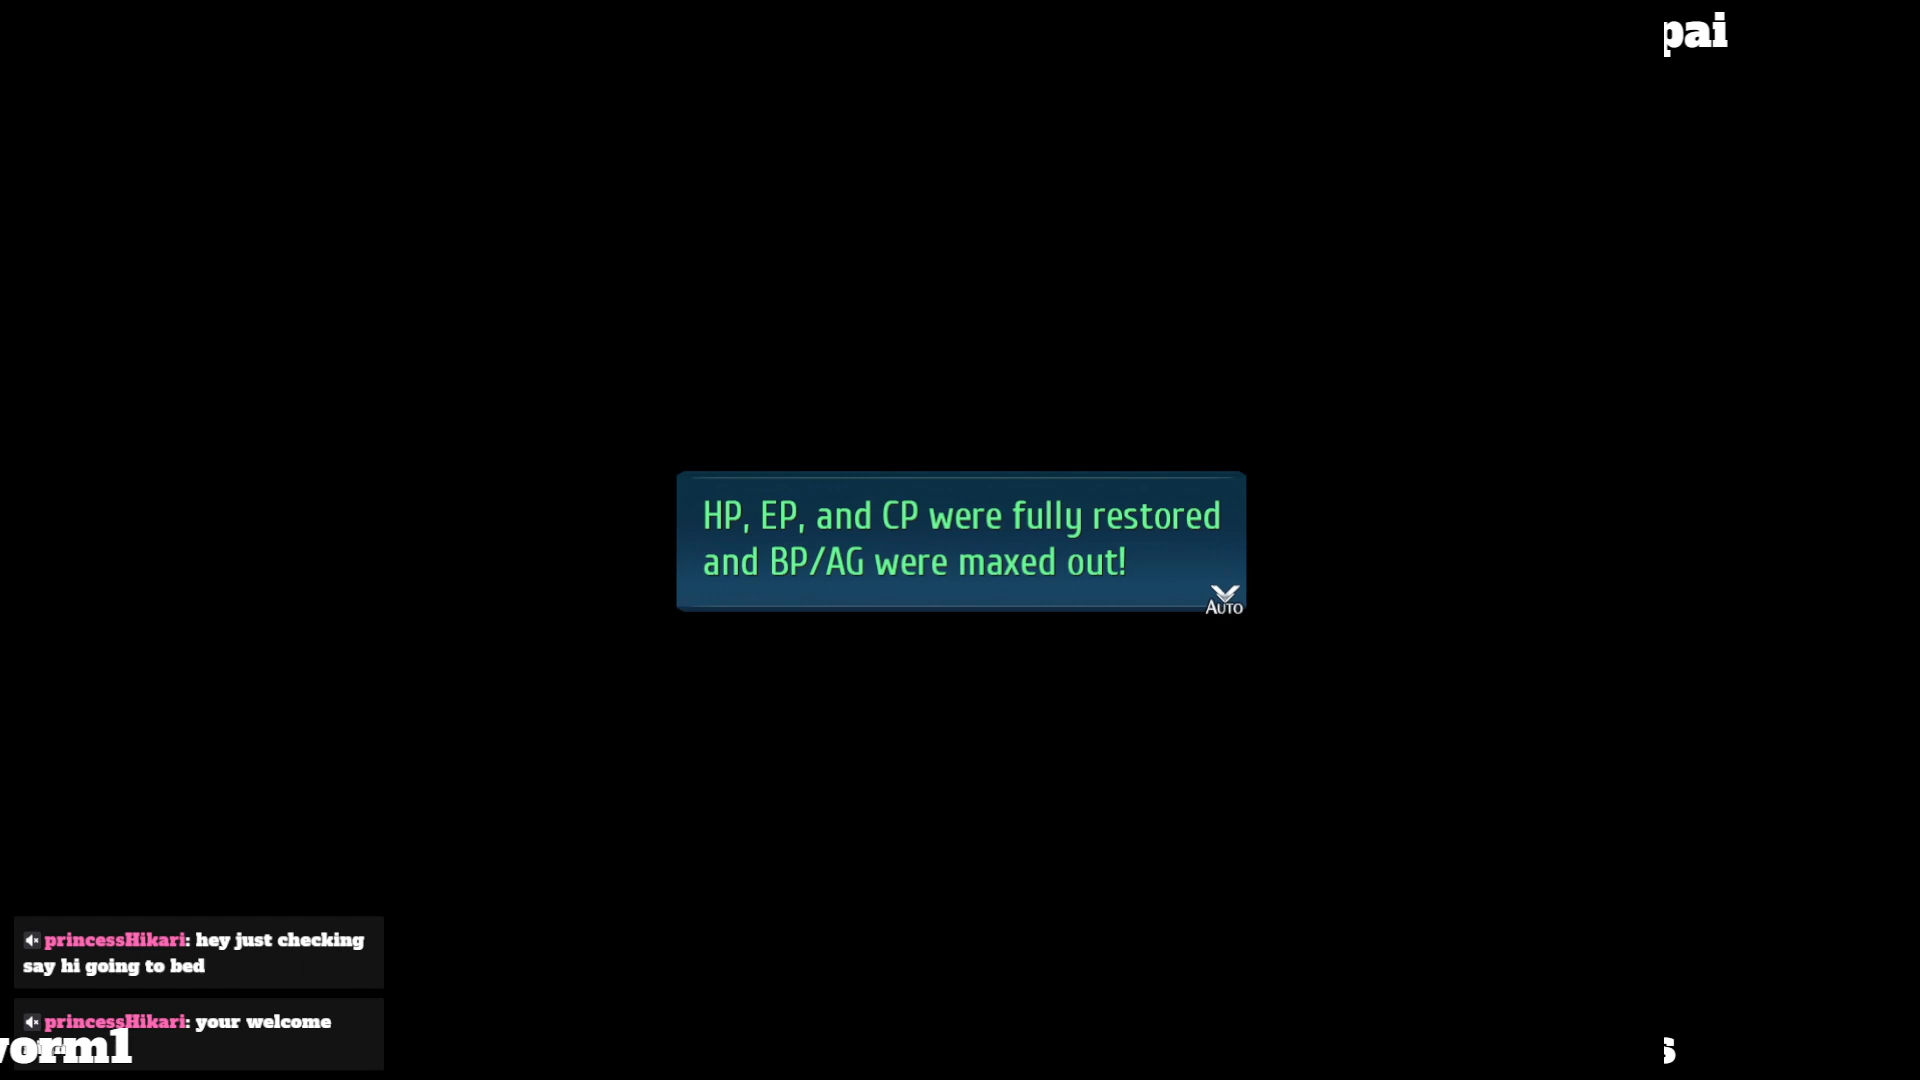 pai
HP, EP, and CP were fully restored
and BP/AG were maxed out!
AUTO
princessHikari: hey just checking
say hi going to bed
princessHikari: your welcome
worm1
s